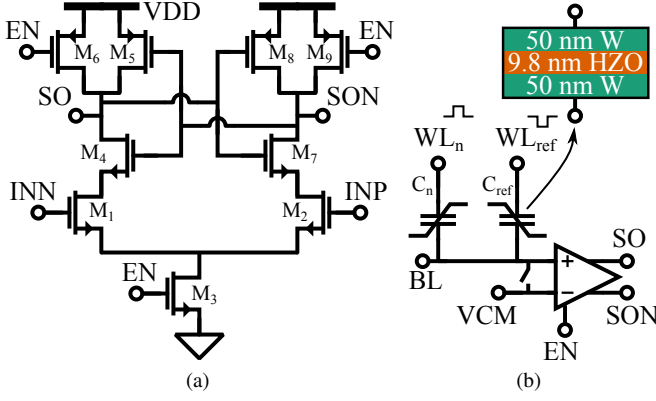 VDD
EN
M6
M5
M8
M9
EN
SO
SON
M4
M7
INN
M1
M2
INP
EN
M3
(a)
50 nm W
9.8 nm HZO
50 nm W
WLn
WLref
Cn
Cref
BL
VCM
+
−
SO
SON
EN
(b)